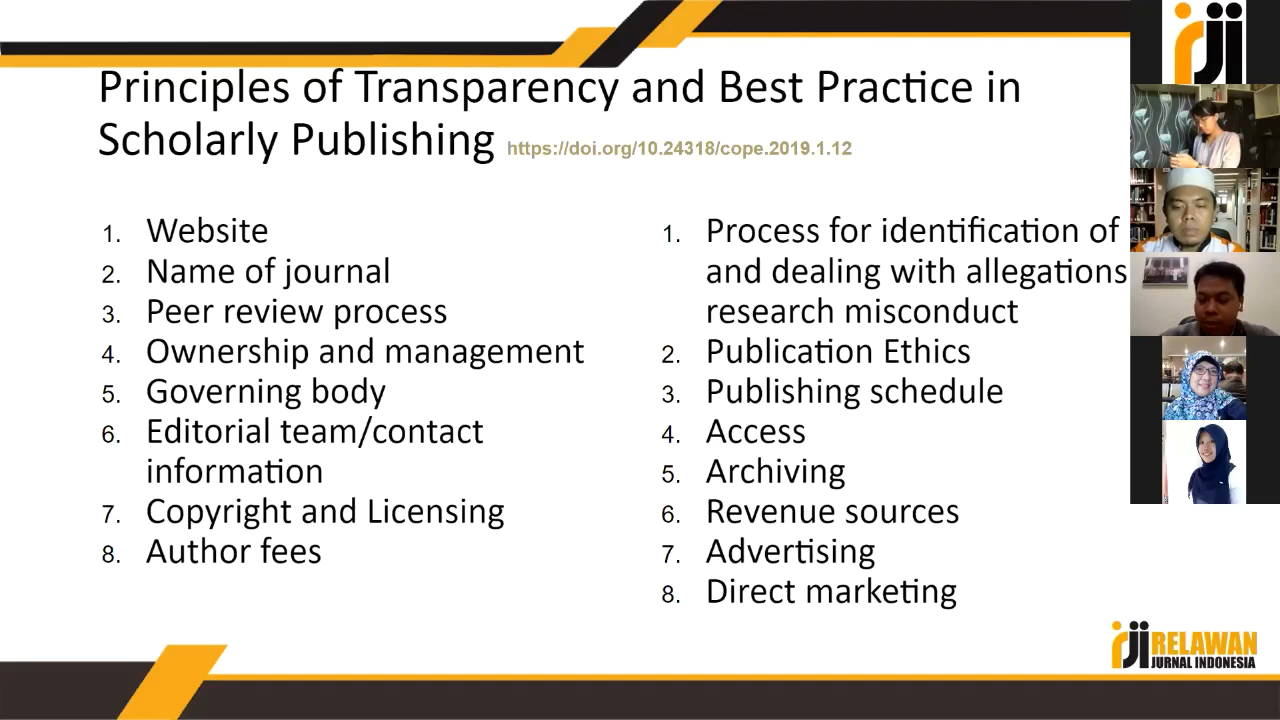 Principles of Transparency and Best Practice in
Scholarly Publishing https://doi.org/10.24318/cope.2019.1.12
1. Website
2. Name of journal
3. Peer review process
4. Ownership and management
5. Governing body
6. Editorial team/contact
information
7. Copyright and Licensing
8. Author fees
1. Process for identification of
and dealing with allegations
research misconduct
2. Publication Ethics
3. Publishing schedule
4. Access
5. Archiving
6. Revenue sources
7. Advertising
8. Direct marketing
rji
rji RELAWAN
JURNAL INDONESIA